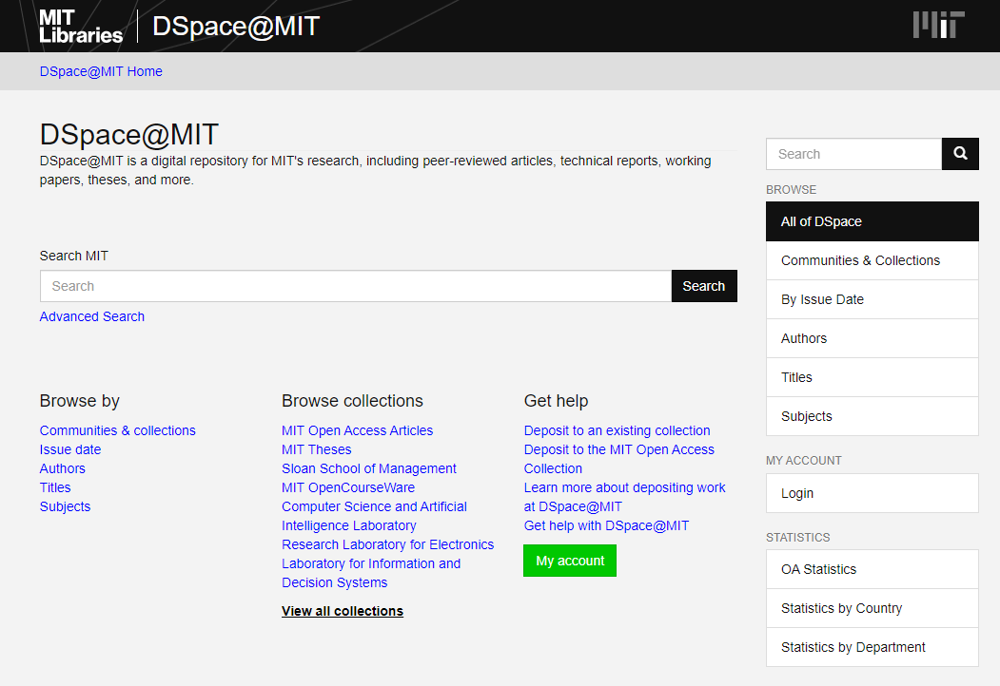 MIT
Libraries
DSpace@MIT
MIT
DSpace@MIT Home
DSpace@MIT
DSpace@MIT is a digital repository for MIT's research, including peer-reviewed articles, technical reports, working
papers, theses, and more.
Search MIT
Search
Search
Advanced Search
Browse by
Communities & collections
Issue date
Authors
Titles
Subjects
Browse collections
MIT Open Access Articles
MIT Theses
Sloan School of Management
MIT OpenCourseWare
Computer Science and Artificial
Intelligence Laboratory
Research Laboratory for Electronics
Laboratory for Information and
Decision Systems
View all collections
Get help
Deposit to an existing collection
Deposit to the MIT Open Access
Collection
Learn more about depositing work
at DSpace@MIT
Get help with DSpace@MIT
My account
Search
BROWSE
All of DSpace
Communities & Collections
By Issue Date
Authors
Titles
Subjects
MY ACCOUNT
Login
STATISTICS
OA Statistics
Statistics by Country
Statistics by Department